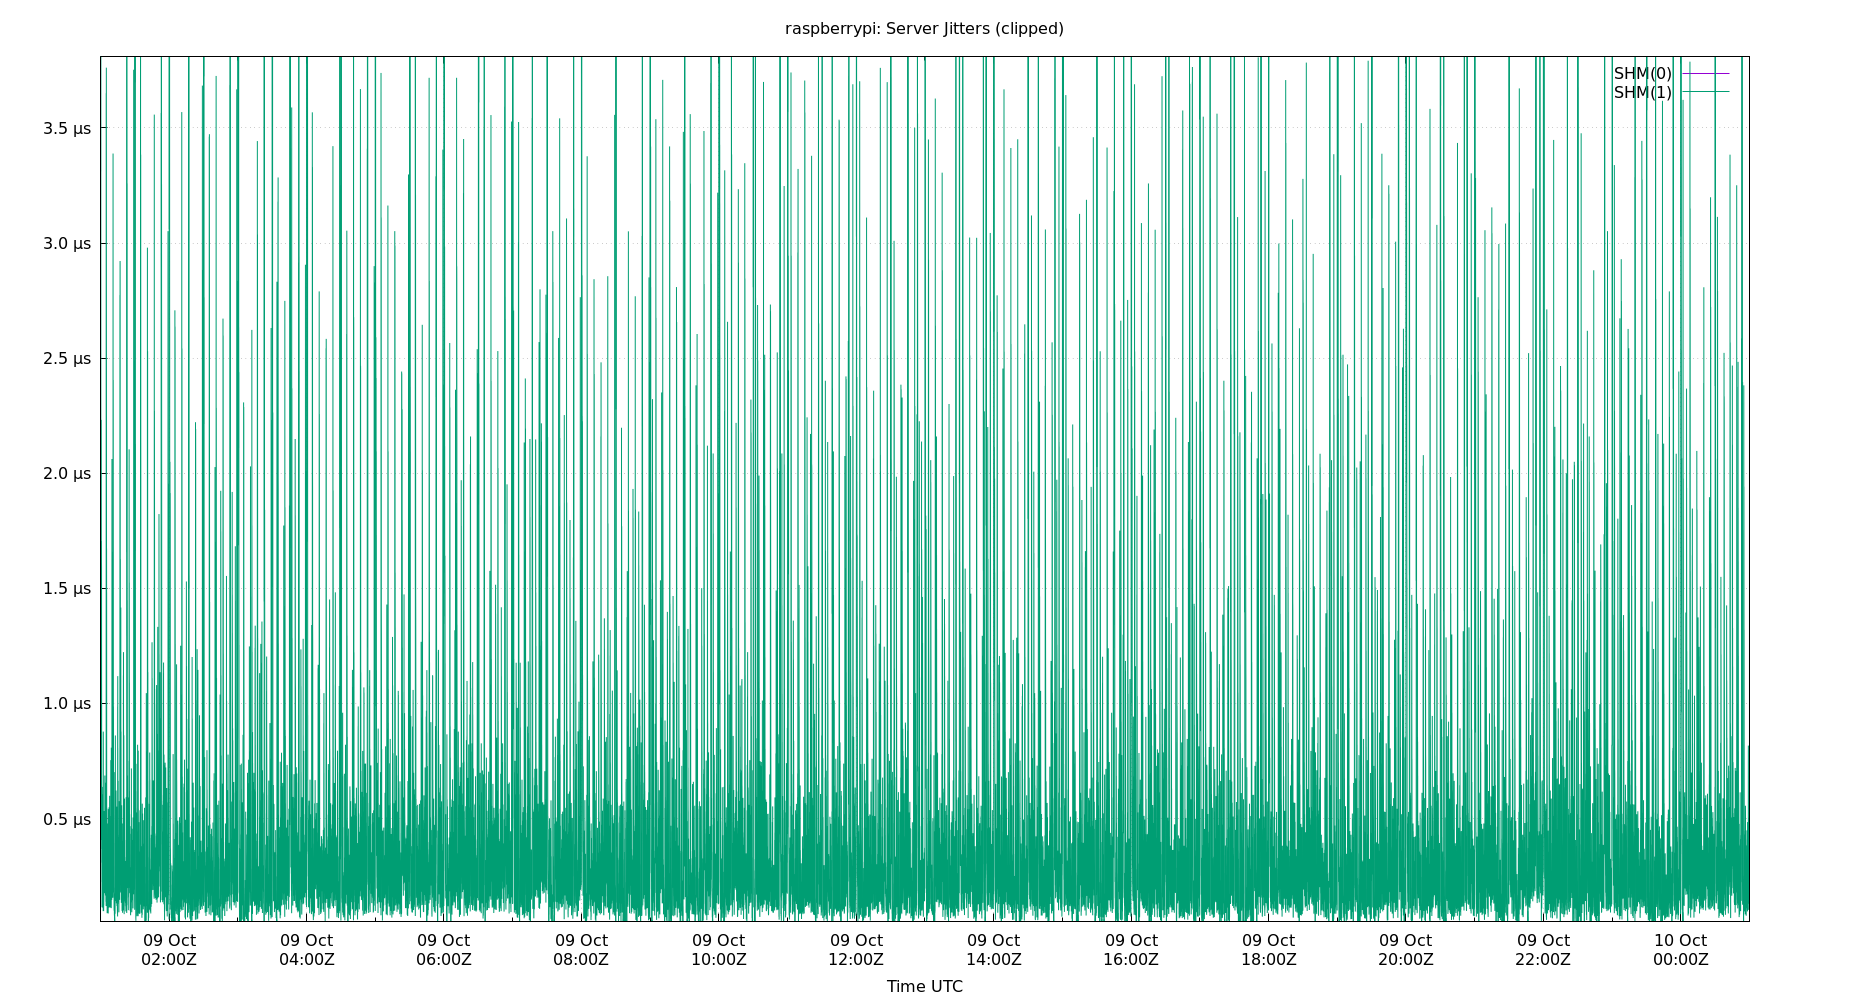 raspberrypi: Server Jitters (clipped)
SHM(0)
SHM(1)
3.5 µs
3.0 µs
2.5 µs
2.0 µs
1.5 µs
1.0 µs
0.5 µs
09 Oct 09 Oct 09 Oct 09 Oct 09 Oct 09 Oct 09 Oct 09 Oct 09 Oct 09 Oct 09 Oct 10 Oct
02:00Z 04:00Z 06:00Z 08:00Z 10:00Z 12:00Z 14:00Z 16:00Z 18:00Z 20:00Z 22:00Z 00:00Z
Time UTC